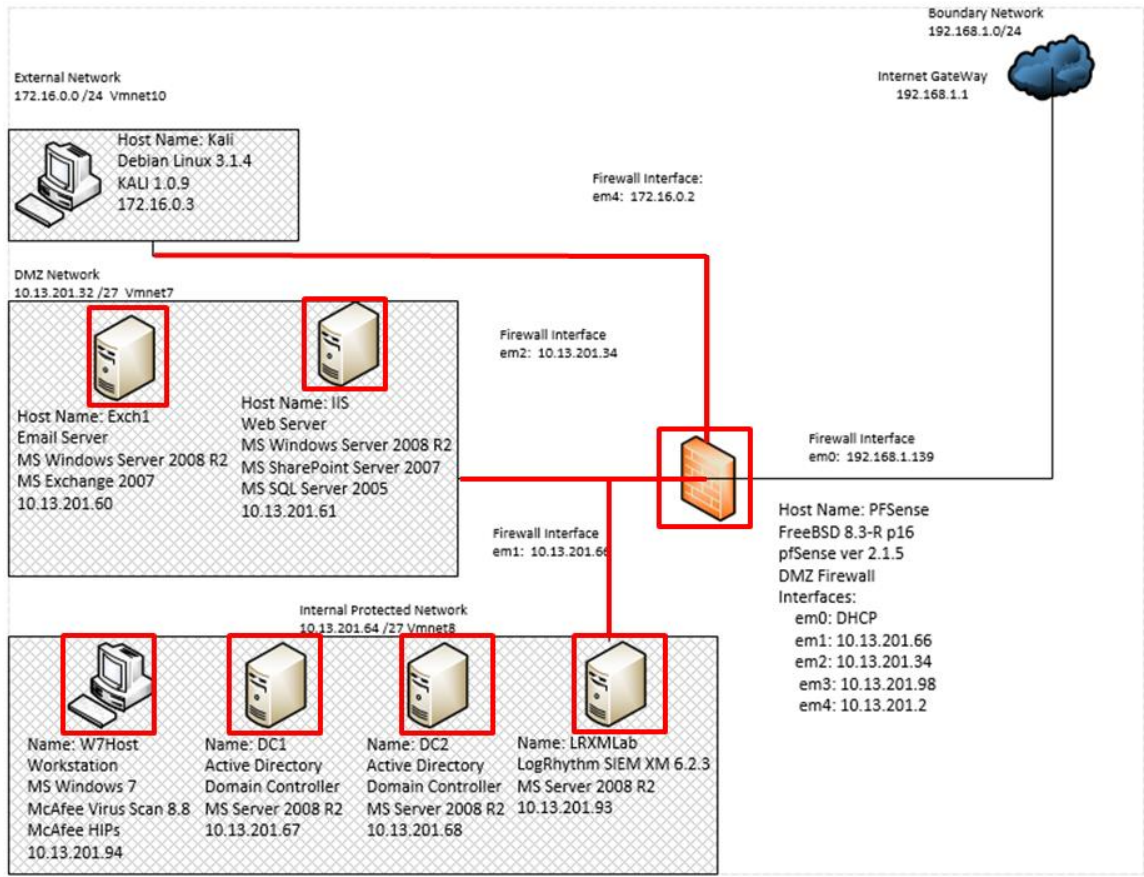 Boundary Network
192.168.1.0/24
Internet GateWay
192.168.1.1
External Network
172.16.0.0 /24 Vmnet10
Host Name: Kali
Debian Linux 3.1.4
KALI 1.0.9
172.16.0.3
Firewall Interface:
em4: 172.16.0.2
DMZ Network
10.13.201.32 /27 Vmnet7
Host Name: Exch1
Email Server
MS Windows Server 2008 R2
MS Exchange 2007
10.13.201.60
Host Name: IIS
Web Server
MS Windows Server 2008 R2
MS SharePoint Server 2007
MS SQL Server 2005
10.13.201.61
Firewall Interface
em2: 10.13.201.34
Firewall Interface
em1: 10.13.201.66
Firewall Interface
em0: 192.168.1.139
Host Name: PFSense
FreeBSD 8.3-R p16
pfSense ver 2.1.5
DMZ Firewall
Interfaces:
em0: DHCP
em1: 10.13.201.66
em2: 10.13.201.34
em3: 10.13.201.98
em4: 10.13.201.2
Internal Protected Network
10.13.201.64 /27 Vmnet8
Name: W7Host
Workstation
MS Windows 7
McAfee Virus Scan 8.8
McAfee HIPs
10.13.201.94
Name: DC1
Active Directory
Domain Controller
MS Server 2008 R2
10.13.201.67
Name: DC2
Active Directory
Domain Controller
MS Server 2008 R2
10.13.201.68
Name: LRXMLab
LogRhythm SIEM XM 6.2.3
MS Server 2008 R2
10.13.201.93